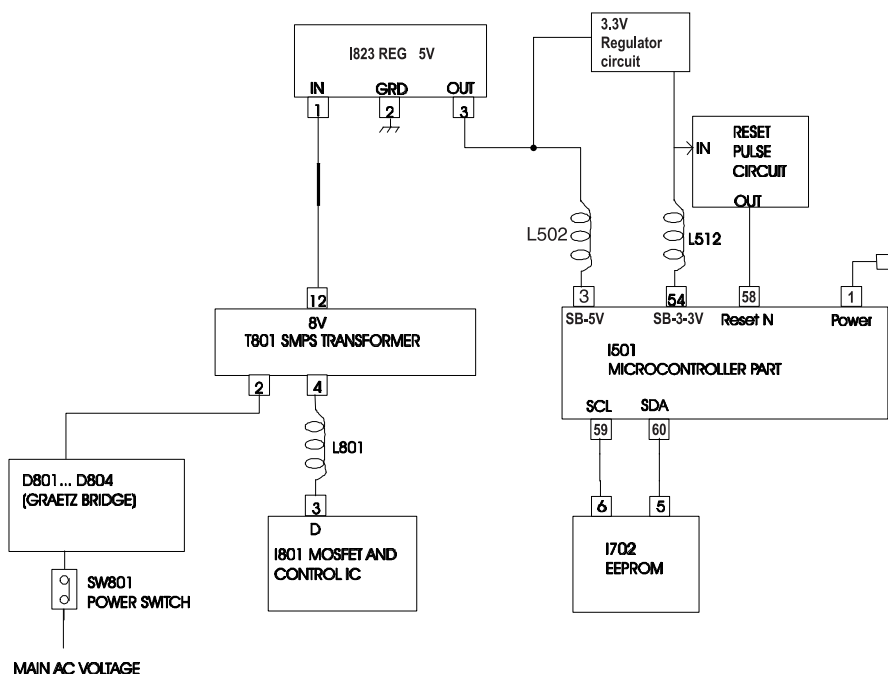 3.3V
Regulator
circuit
I823 REG 5V
IN GRD OUT
1 2 3
IN
RESET
PULSE
CIRCUIT
OUT
L502
L512
12
8V
T801 SMPS TRANSFORMER
2 4
3 54 58 1
SB-5V SB-3-3V Reset N Power
I501
MICROCONTROLLER PART
SCL SDA
59 60
L801
D801... D804
(GRAETZ BRIDGE)
3
D
I801 MOSFET AND
CONTROL IC
6 5
I702
EEPROM
SW801
POWER SWITCH
MAIN AC VOLTAGE